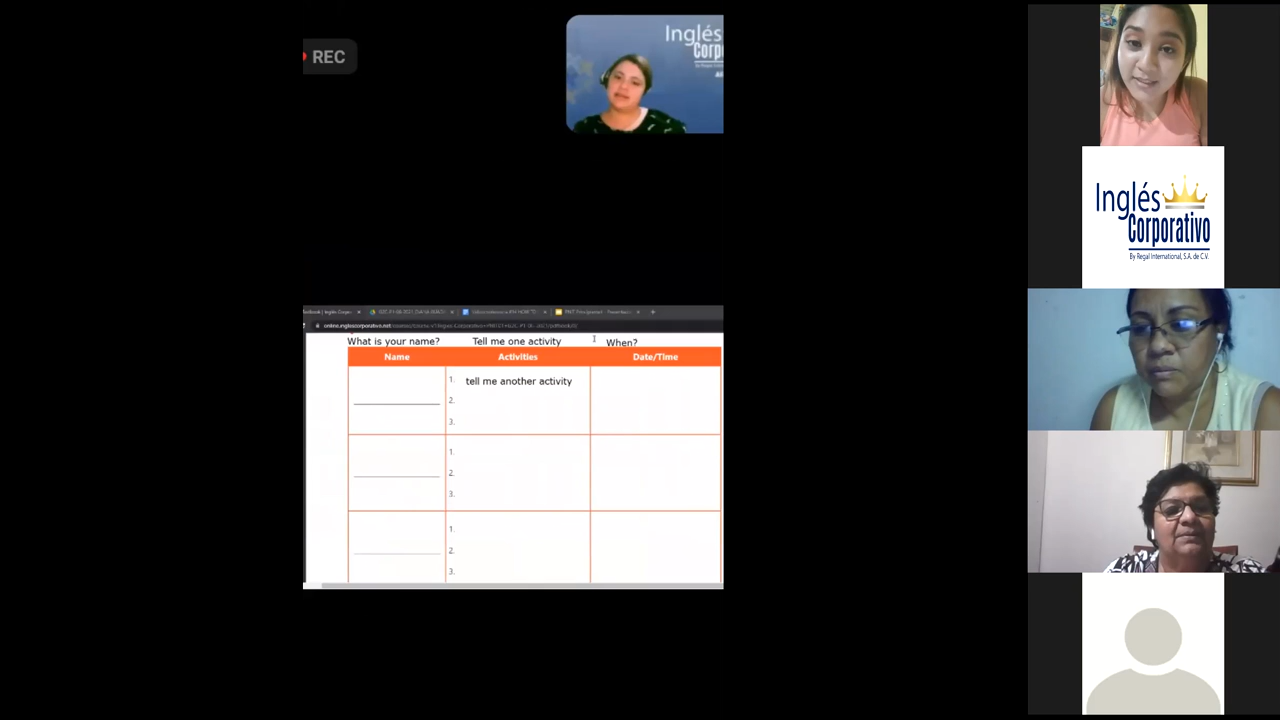 REC
Inglés
Corp
What is your name?
Tell me one activity
When?
Name
Activities
Date/Time
1.
tell me another activity
2.
3.
1.
2.
3.
1.
2.
3.
Inglés
Corporativo
By Regal International, S.A. de C.V.